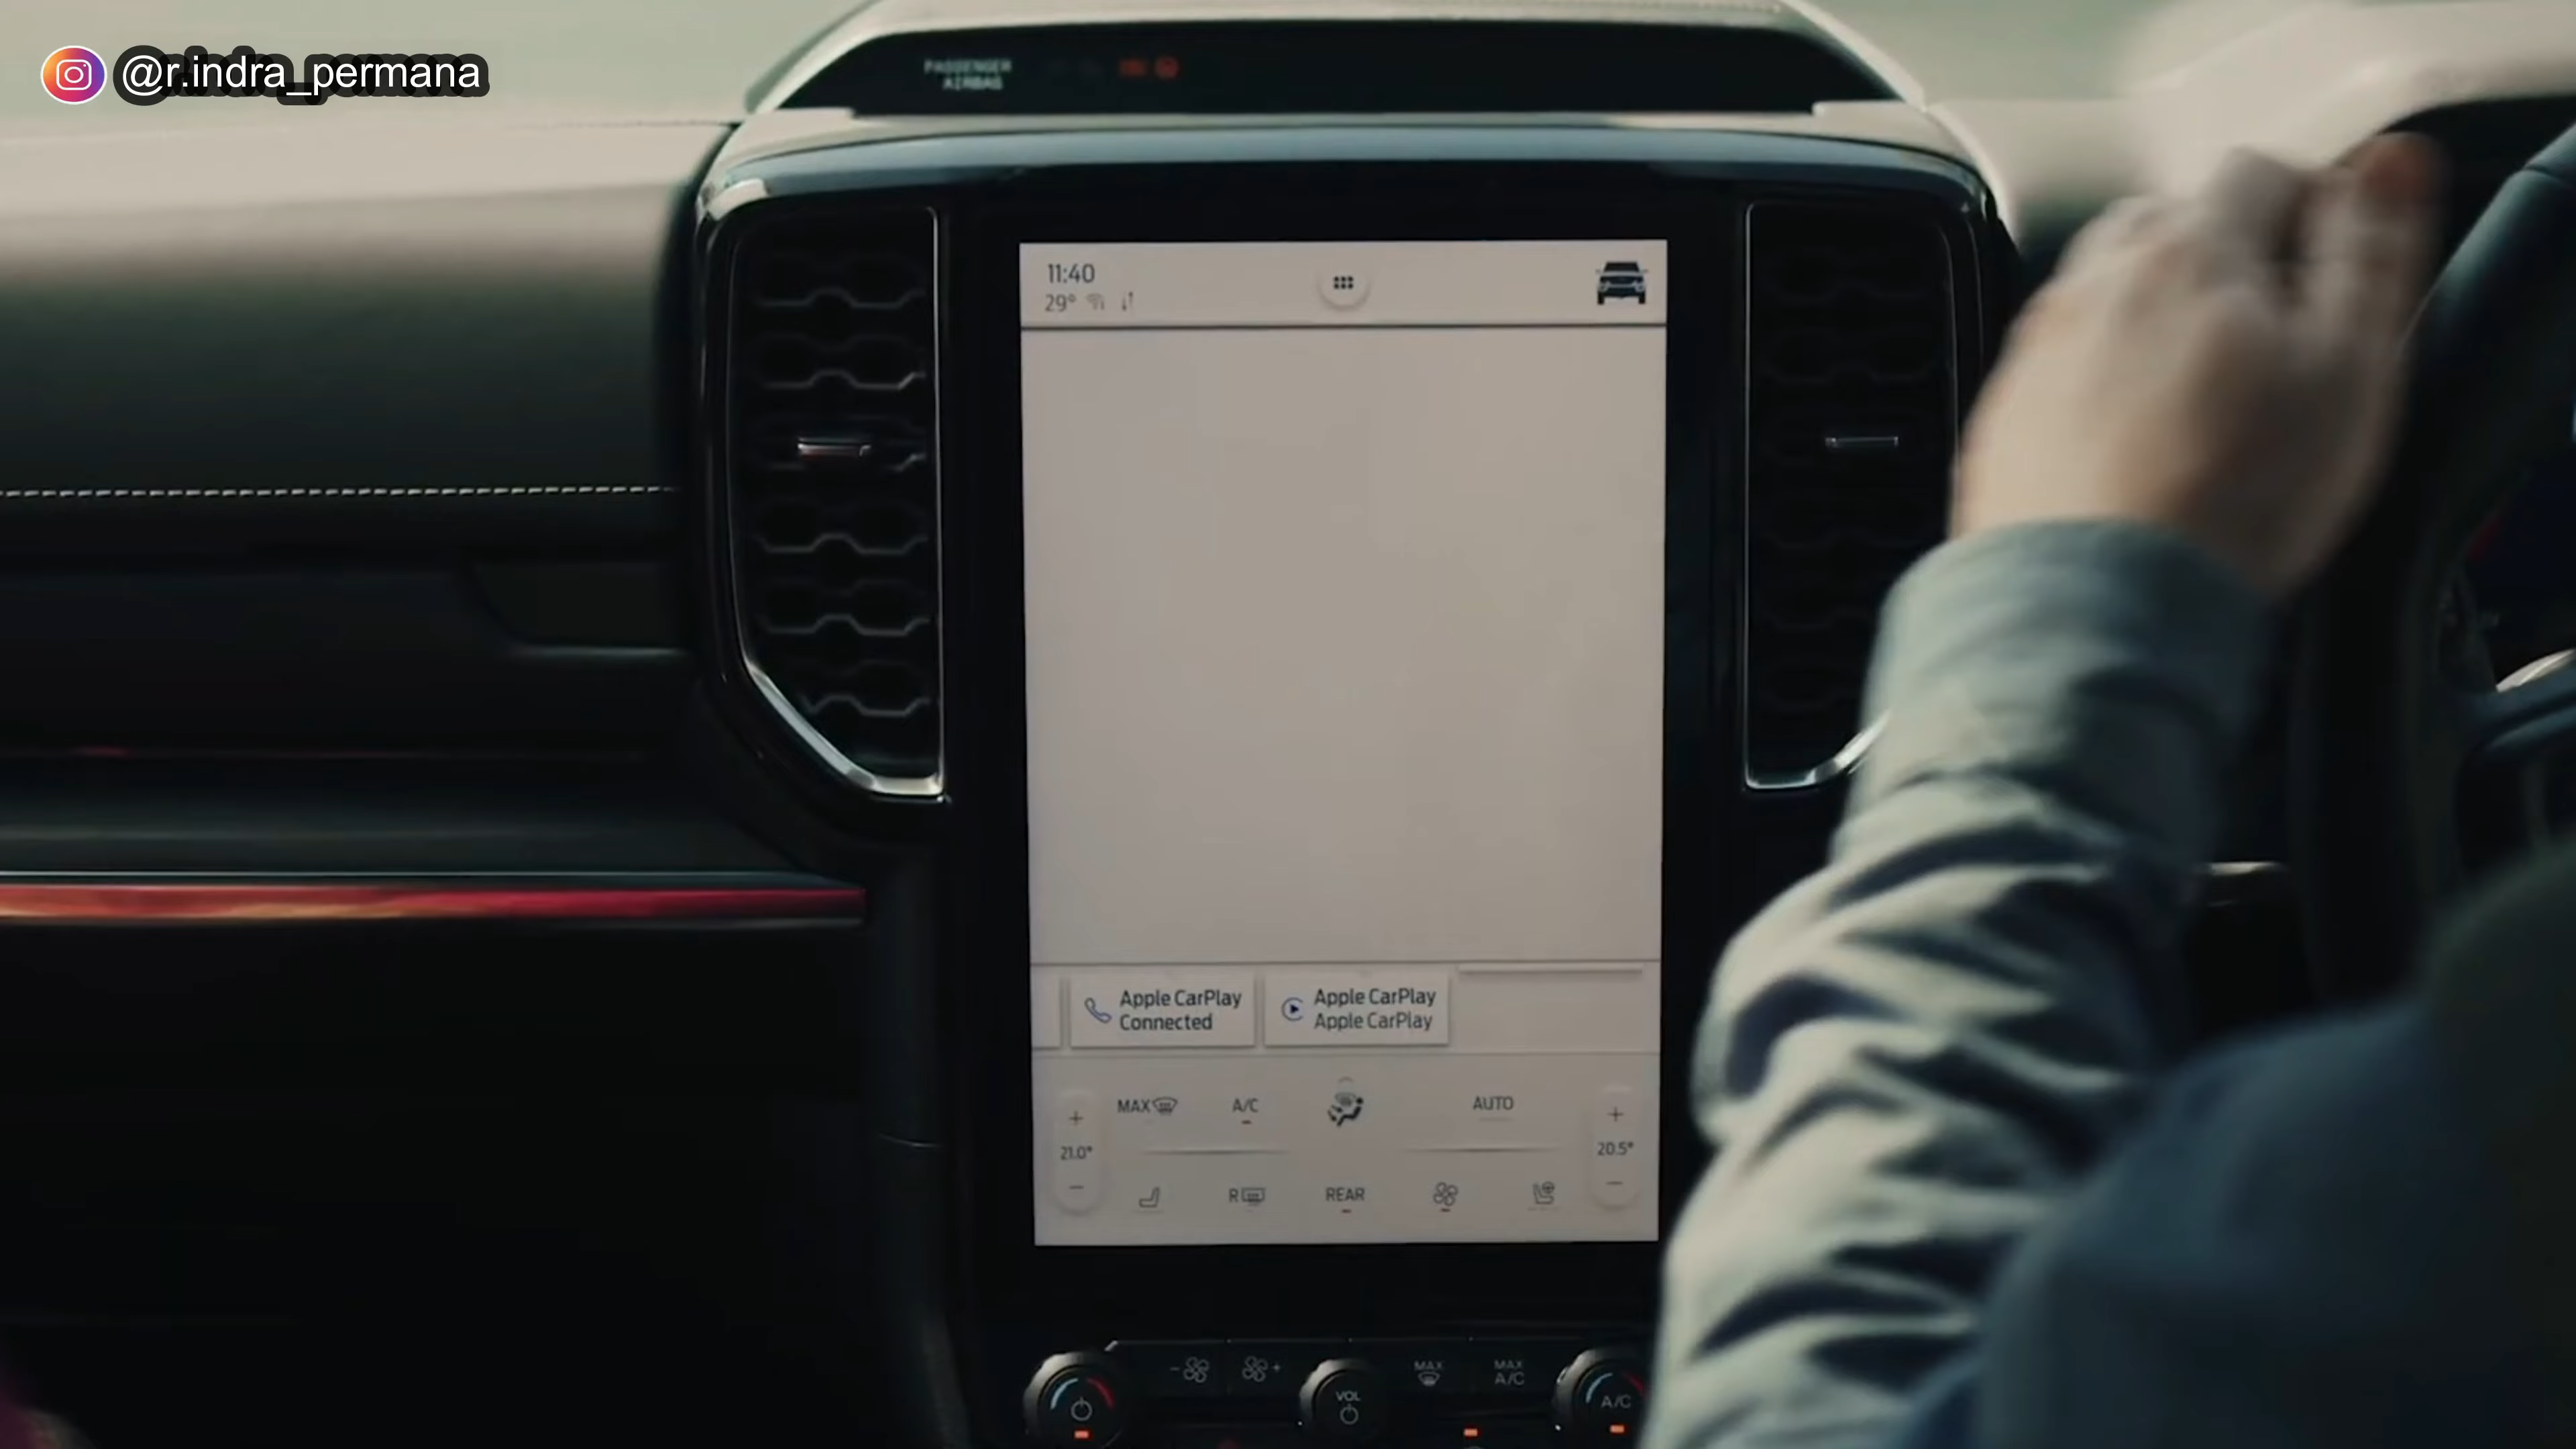 @r.indra_permana
PASSENGER
AIRBAG
11:40
29°
Apple CarPlay
Connected
Apple CarPlay
Apple CarPlay
MAX
A/C
AUTO
21.0°
20.5°
R
REAR
MAX
MAX
A/C
VOL
A/C